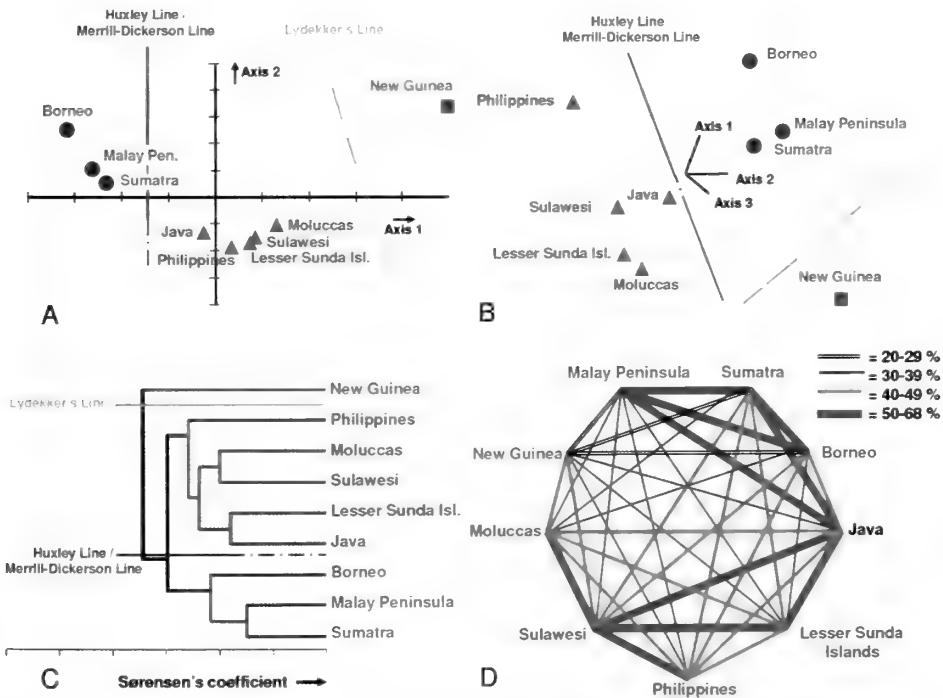 Huxley Line /
Merrill-Dickerson Line
Lydekker's Line
Axis 2
New Guinea
Borneo
Malay Pen.
Sumatra
Axis 1
Java
Moluccas
Sulawesi
Philippines
Lesser Sunda Isl.
A
Huxley Line
Merrill-Dickerson Line
Borneo
Philippines
Malay Peninsula
Axis 1
Sumatra
Axis 2
Java
Axis 3
Sulawesi
Lesser Sunda Isl.
Moluccas
New Guinea
B
New Guinea
Lydekker's Line
Philippines
Moluccas
Sulawesi
Lesser Sunda Isl.
Java
Huxley Line /
Merrill-Dickerson Line
Borneo
Malay Peninsula
Sumatra
C
Sørensen's coefficient
= 20-29 %
= 30-39 %
= 40-49 %
= 50-68 %
Malay Peninsula
Sumatra
New Guinea
Borneo
Moluccas
Java
Sulawesi
Lesser Sunda
Islands
Philippines
D